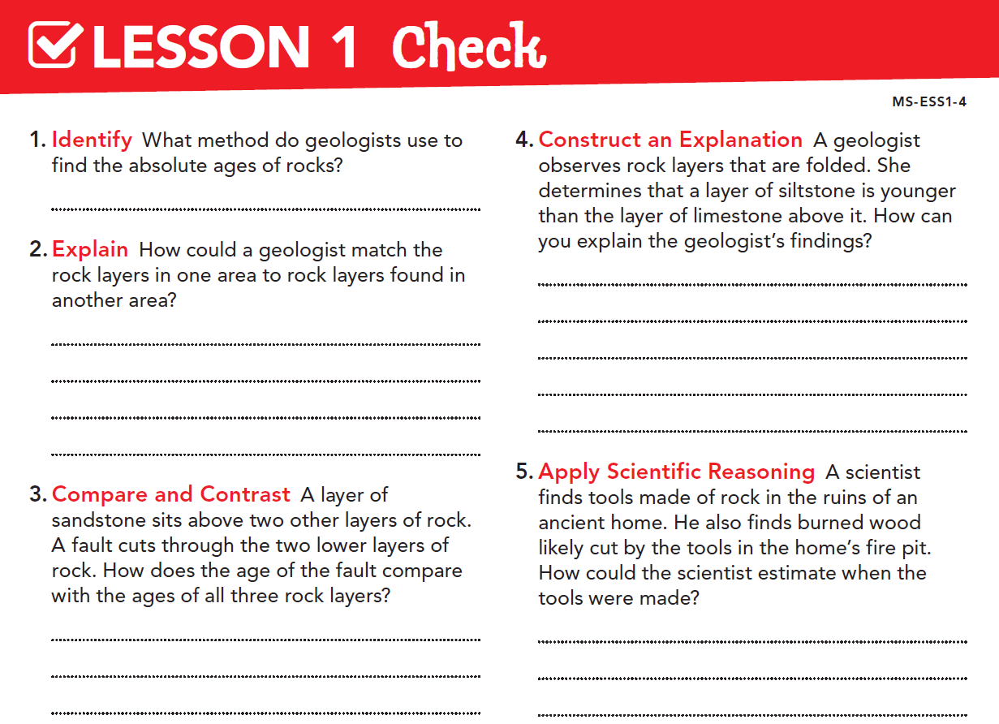 LESSON 1 Check
MS-ESS1-4
1. Identify What method do geologists use to
find the absolute ages of rocks?
2. Explain How could a geologist match the
rock layers in one area to rock layers found in
another area?
3. Compare and Contrast A layer of
sandstone sits above two other layers of rock.
A fault cuts through the two lower layers of
rock. How does the age of the fault compare
with the ages of all three rock layers?
4. Construct an Explanation A geologist
observes rock layers that are folded. She
determines that a layer of siltstone is younger
than the layer of limestone above it. How can
you explain the geologist’s findings?
5. Apply Scientific Reasoning A scientist
finds tools made of rock in the ruins of an
ancient home. He also finds burned wood
likely cut by the tools in the home’s fire pit.
How could the scientist estimate when the
tools were made?